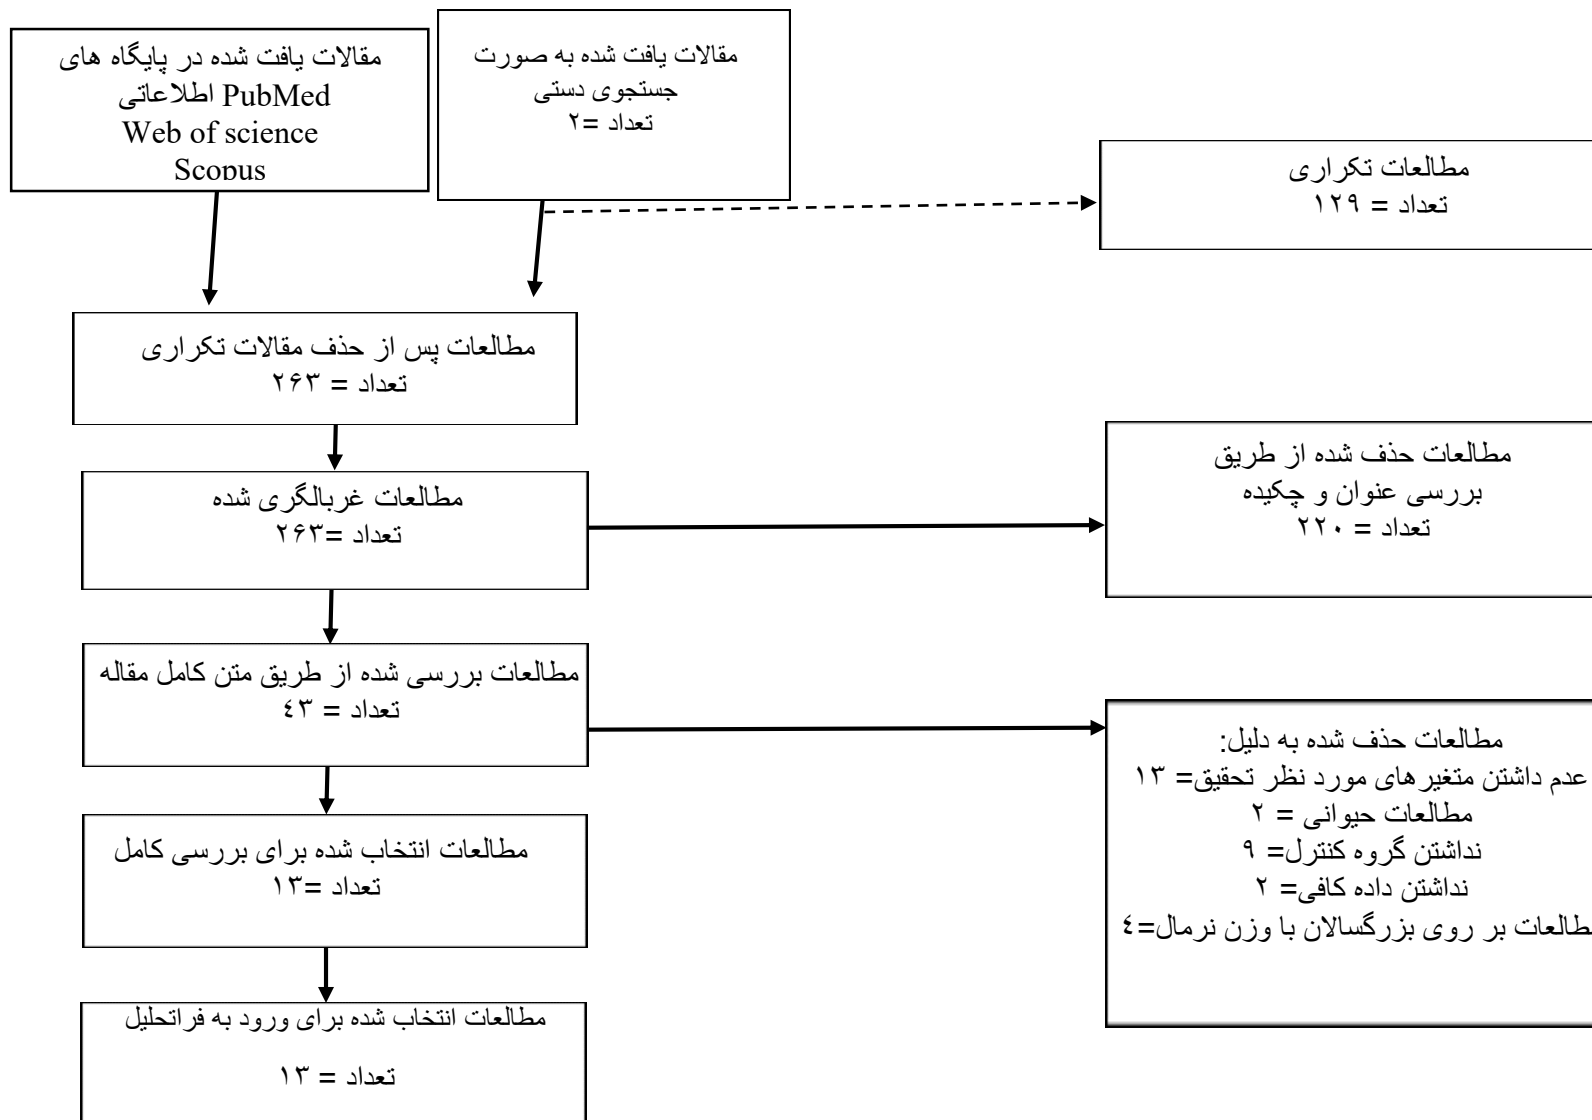 مقالات یافت شده در پایگاه های
اطلاعاتی PubMed
Web of science
Scopus
مقالات یافت شده به صورت
جستجوی دستی
تعداد =۲
مطالعات تکراری
تعداد = ۱۲۹
مطالعات پس از حذف مقالات تکراری
تعداد = ۲۶۳
مطالعات غربالگری شده
تعداد =۲۶۳
مطالعات حذف شده از طریق
بررسی عنوان و چکیده
تعداد = ۲۲۰
مطالعات بررسی شده از طریق متن کامل مقاله
تعداد = ٤۳
مطالعات حذف شده به دلیل:
عدم داشتن متغیرهای مورد نظر تحقیق= ۱۳
مطالعات حیوانی = ۲
نداشتن گروه کنترل= ۹
نداشتن داده کافی= ۲
طالعات بر روی بزرگسالان با وزن نرمال=٤
مطالعات انتخاب شده برای بررسی کامل
تعداد =۱۳
مطالعات انتخاب شده برای ورود به فراتحلیل
تعداد = ۱۳